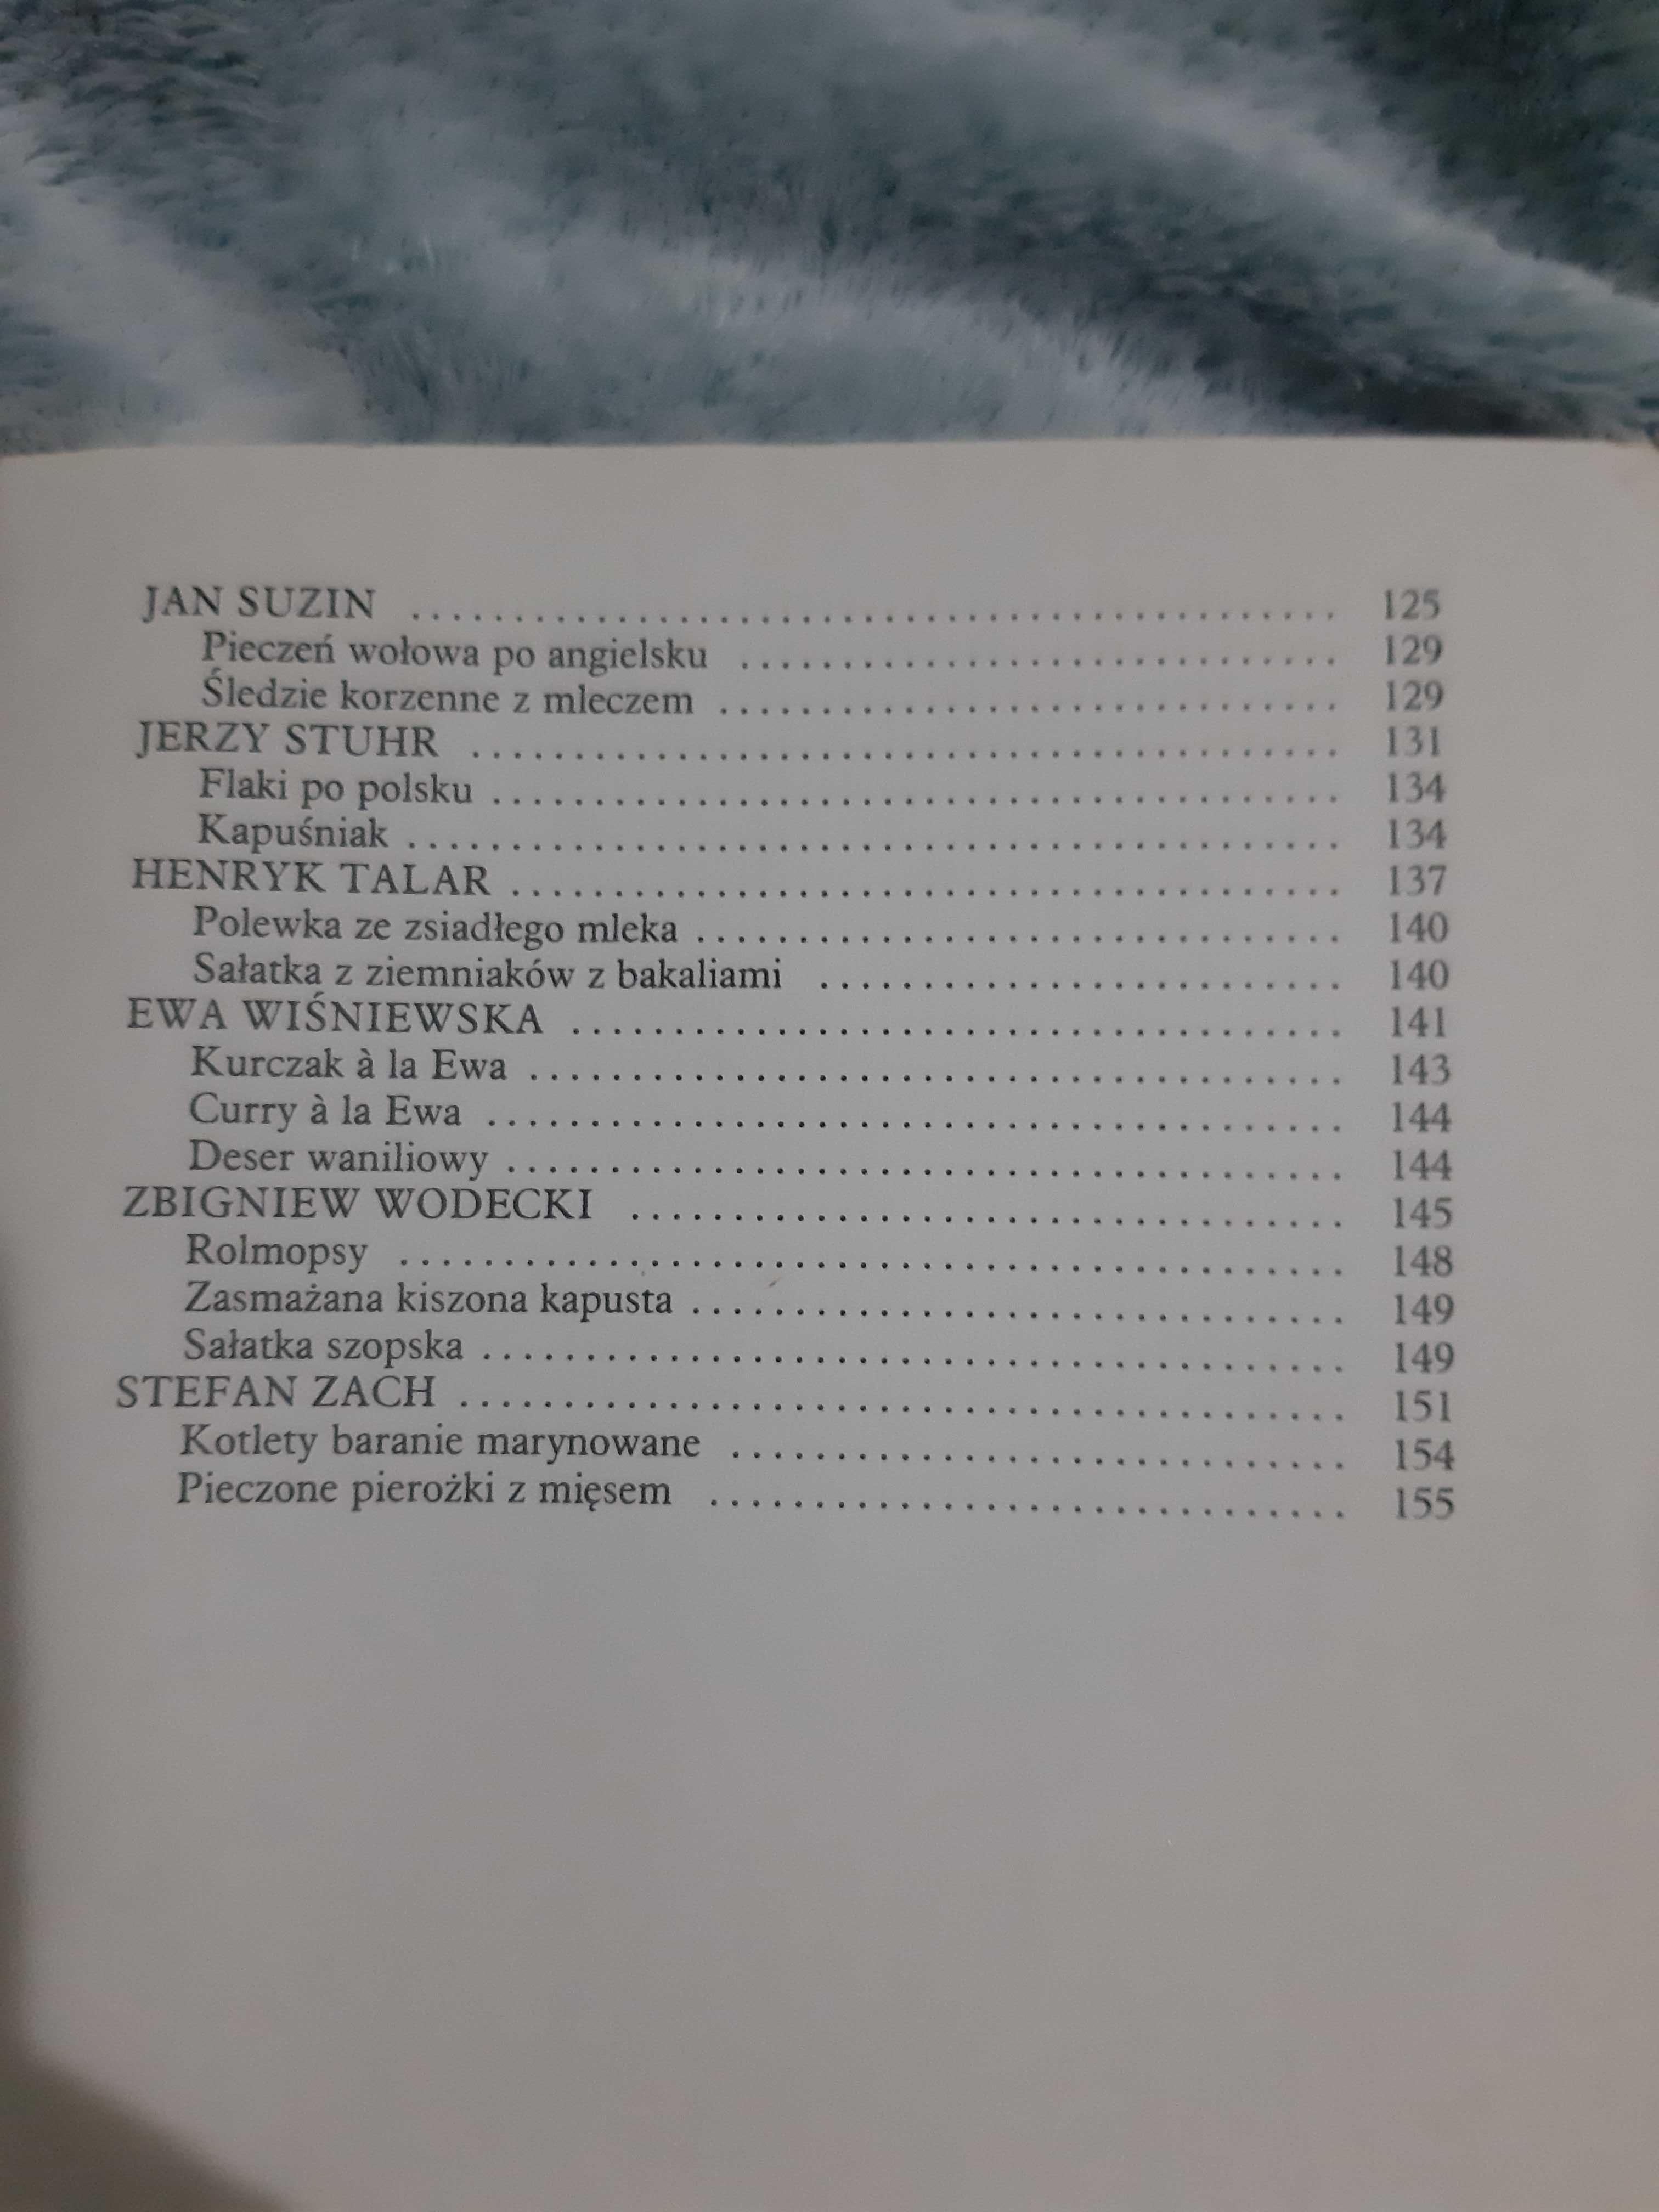 JAN SUZIN ............................................. 125
Pieczeń wołowa po angielsku ............................. 129
Śledzie korzenne z mleczem .............................. 129
JERZY STUHR .......................................... 131
Flaki po polsku ......................................... 134
Kapuśniak ............................................. 134
HENRYK TALAR ........................................ 137
Polewka ze zsiadłego mleka ............................... 140
Sałatka z ziemniaków z bakaliami .......................... 140
EWA WIŚNIEWSKA ..................................... 141
Kurczak à la Ewa ....................................... 143
Curry à la Ewa ......................................... 144
Deser waniliowy ........................................ 144
ZBIGNIEW WODECKI .................................. 145
Rolmopsy ............................................. 148
Zasmażana kiszona kapusta ............................... 149
Sałatka szopska ......................................... 149
STEFAN ZACH .......................................... 151
Kotlety baranie marynowane .............................. 154
Pieczone pierożki z mięsem ............................... 155